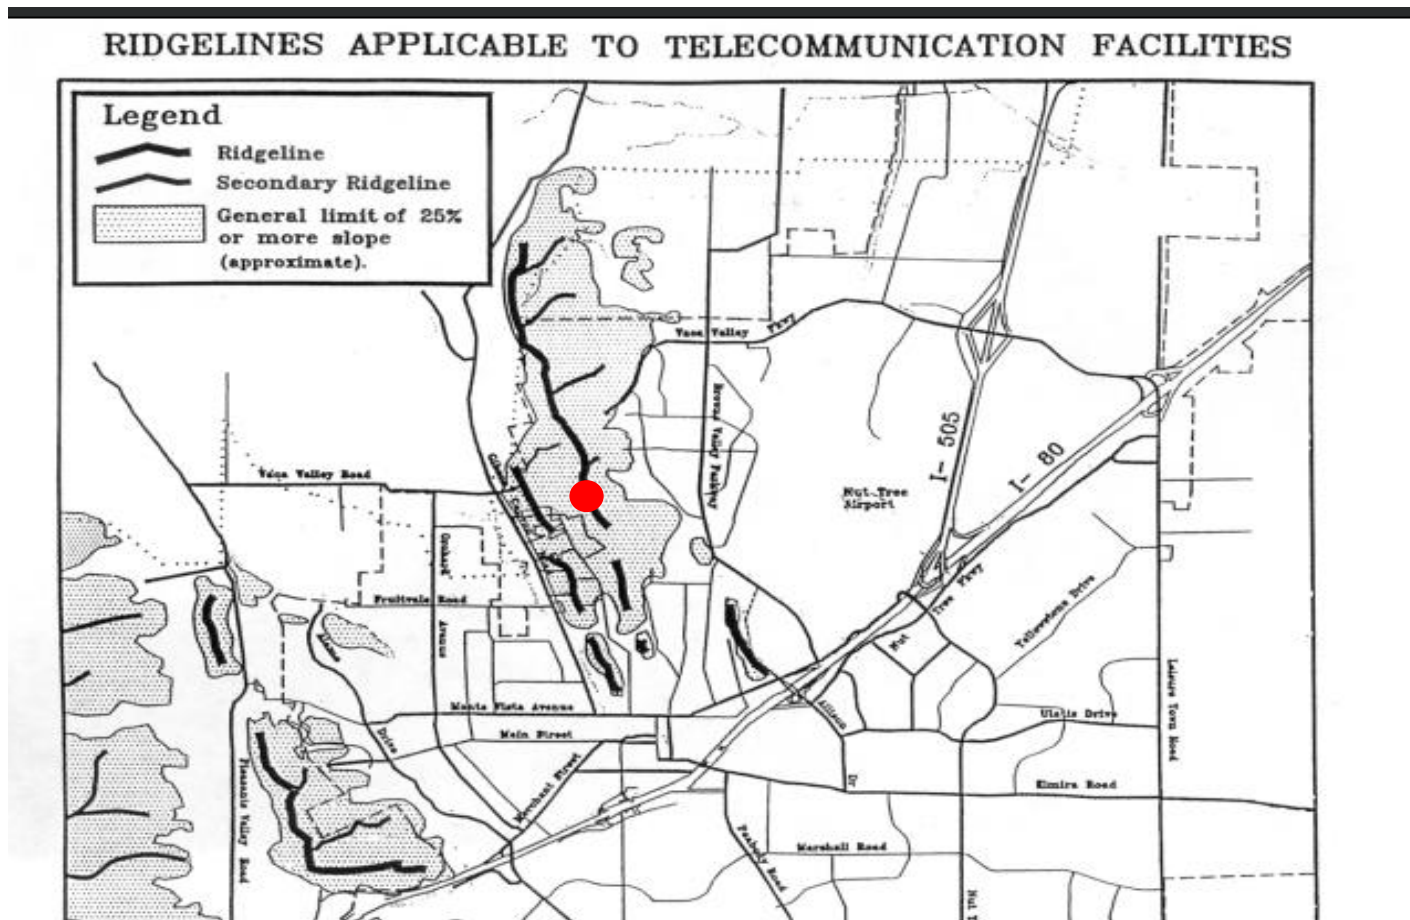 RIDGELINES APPLICABLE TO TELECOMMUNICATION FACILITIES
Legend
Ridgeline
Secondary Ridgeline
General limit of 25%
or more slope
(approximate).
Vaca Valley Pkwy
Browns Valley Parkway
I- 505
I- 80
Vaca Valley Road
Nut Tree
Airport
Orchard
Avenue
Fruitvale Road
Alamo
Drive
Nut Tree Pkwy
Yellowstone Drive
Leisure Town Road
Monte Vista Avenue
Main Street
Merchant Street
Allison
Dr
Ulatis Drive
Elmira Road
Pleasants Valley Road
Peabody Road
Marshall Road
Nut T